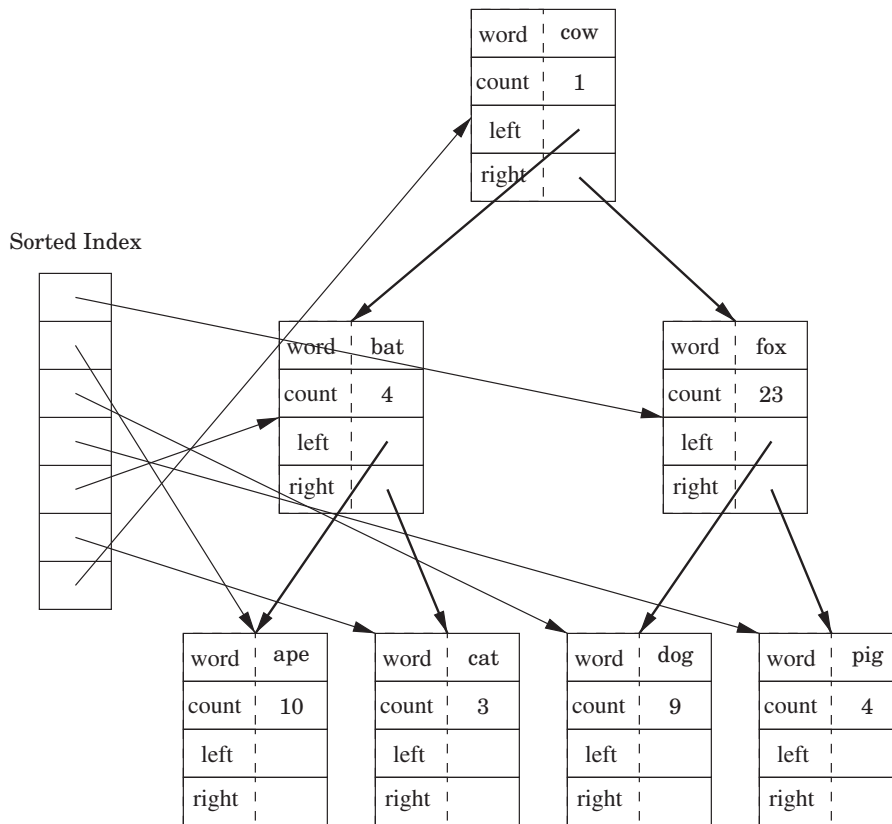 word cow
count 1
left
right
Sorted Index
word bat
count 4
left
right
word fox
count 23
left
right
word ape
count 10
left
right
word cat
count 3
left
right
word dog
count 9
left
right
word pig
count 4
left
right